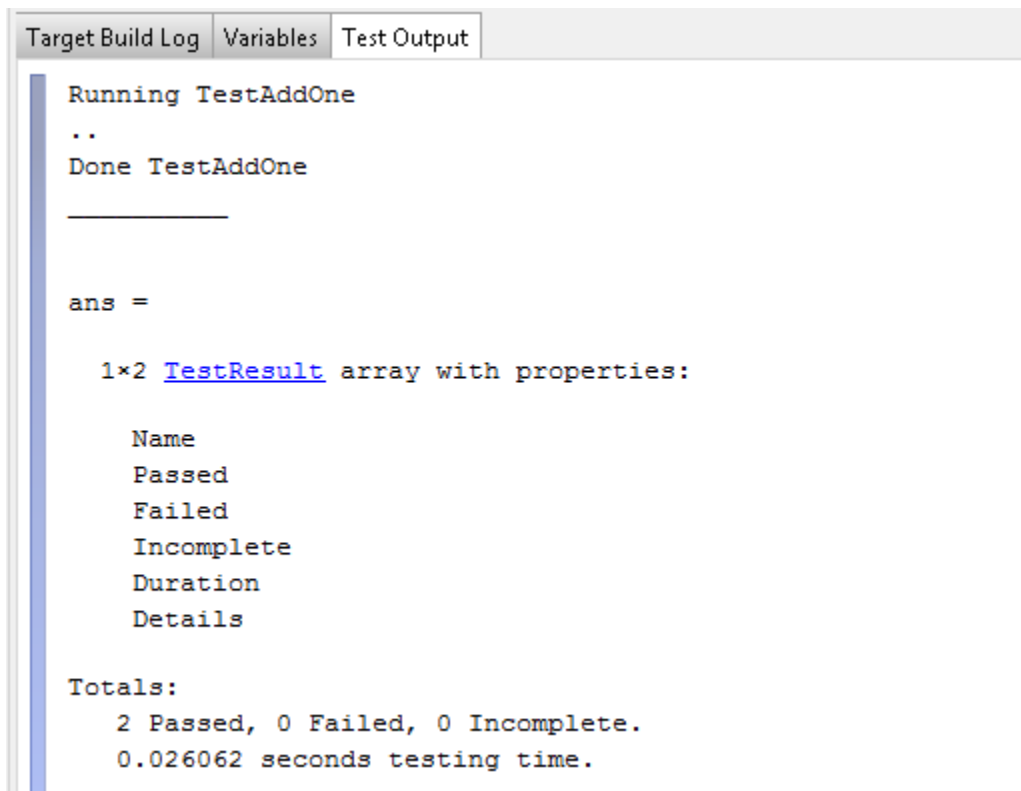 Target Build Log Variables Test Output
Running TestAddOne
..
Done TestAddOne
__________
ans =
1×2 TestResult array with properties:
Name
Passed
Failed
Incomplete
Duration
Details
Totals:
2 Passed, 0 Failed, 0 Incomplete.
0.026062 seconds testing time.